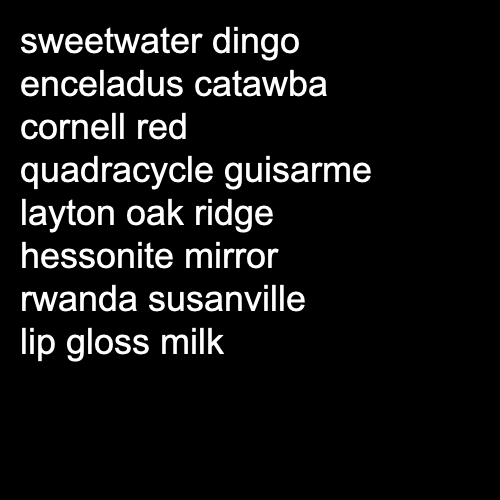 sweetwater dingo
enceladus catawba
cornell red
quadracycle guisarme
layton oak ridge
hessonite mirror
rwanda susanville
lip gloss milk